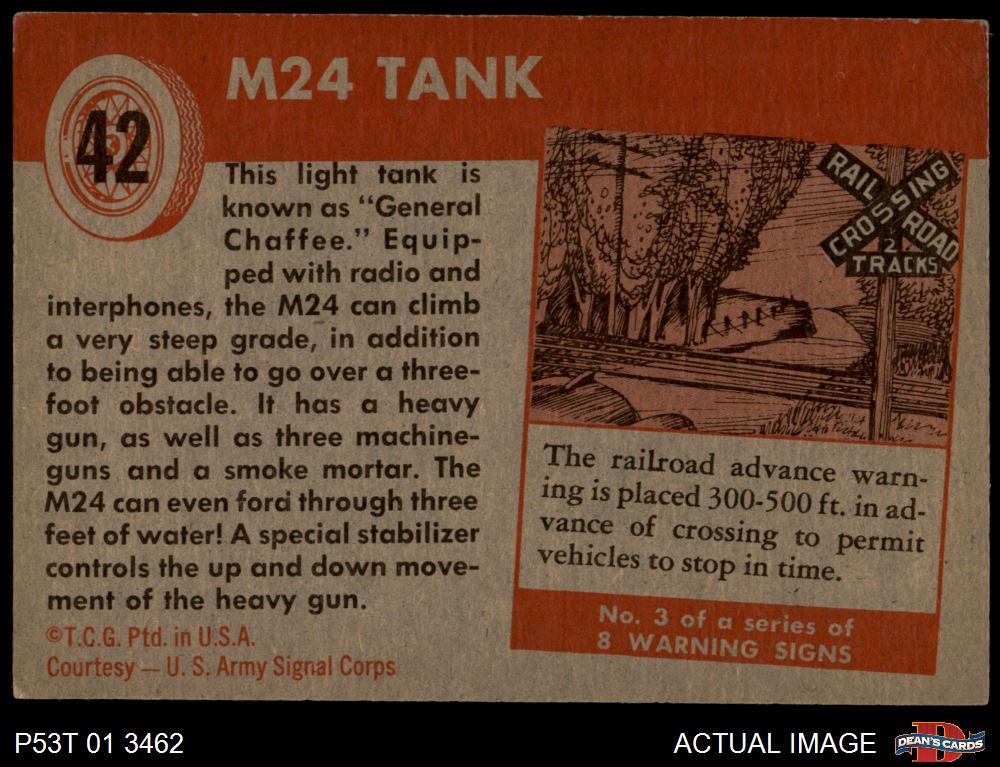 M24 TANK
42
This light tank is
known as "General
Chaffee." Equip-
ped with radio and
interphones, the M24 can climb
a very steep grade, in addition
to being able to go over a three-
foot obstacle. It has a heavy
gun, as well as three machine-
guns and a smoke mortar. The
M24 can even ford through three
feet of water! A special stabilizer
controls the up and down move-
ment of the heavy gun.
©T.C.G. Ptd. in U.S.A.
Courtesy — U. S. Army Signal Corps
RAIL ROAD
CROSSING
2
TRACKS
The railroad advance warn-
ing is placed 300-500 ft. in ad-
vance of crossing to permit
vehicles to stop in time.
No. 3 of a series of
8 WARNING SIGNS
P53T 01 3462
ACTUAL IMAGE
DEAN'S CARDS